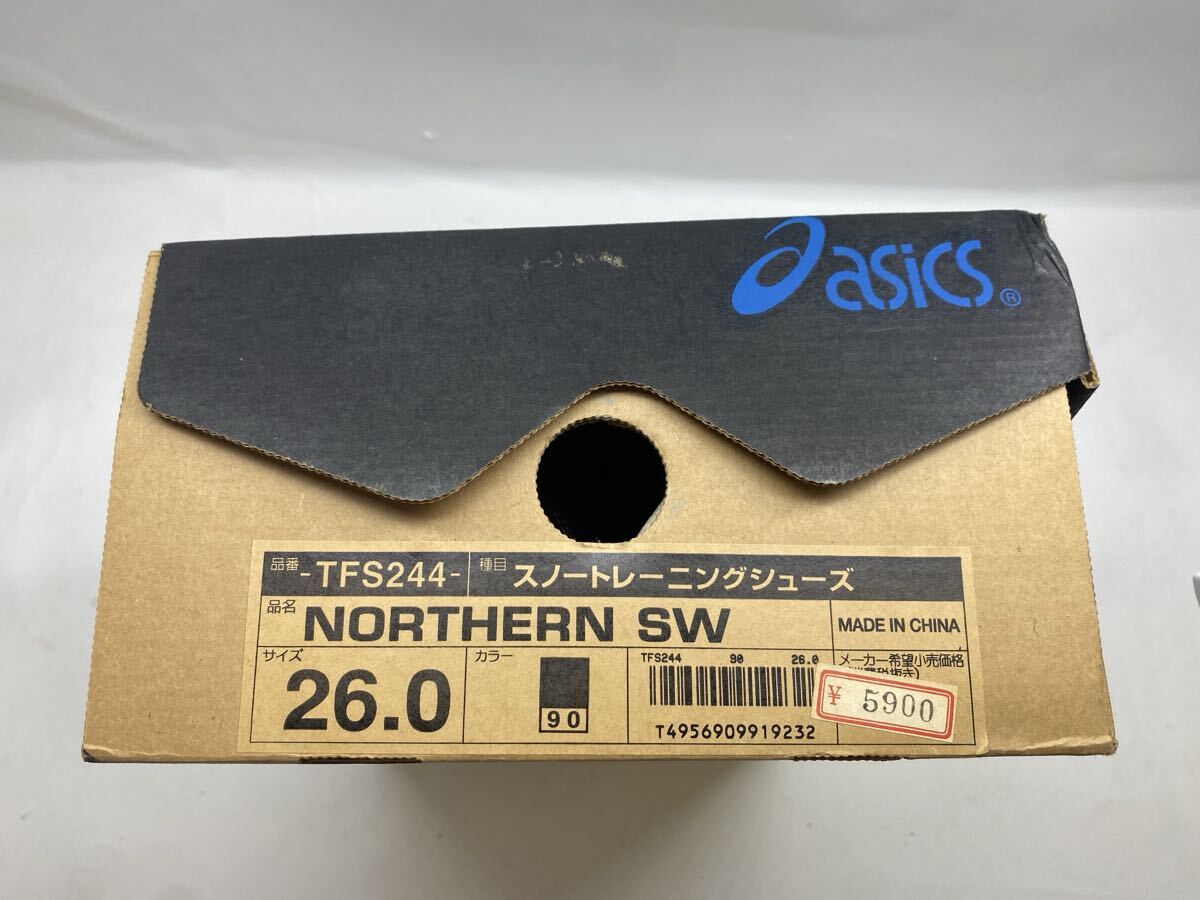 asics®
品番 -TFS244- 種目 スノートレーニングシューズ
品名 NORTHERN SW MADE IN CHINA
サイズ 26.0
カラー 90
TFS244 90 26.0
T4956909919232
メーカー希望小売価格
¥ 5900